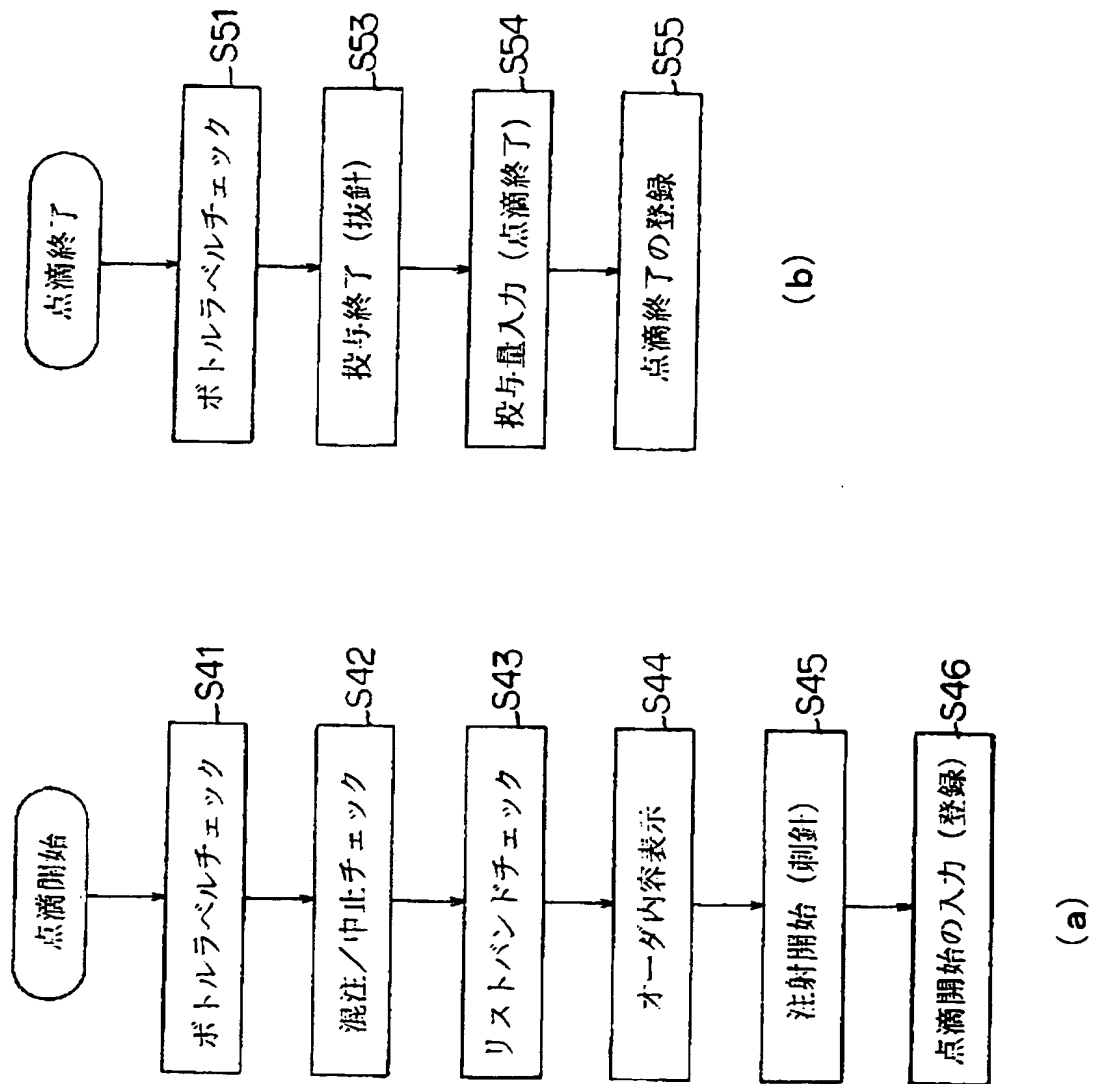 点滴開始
ボトルラベルチェック
S41
混注/中止チェック
S42
リストバンドチェック
S43
オーダ内容表示
S44
注射開始 (刺針)
S45
点滴開始の入力 (登録)
S46
(a)
点滴終了
ボトルラベルチェック
S51
投与終了 (抜針)
S53
投与量入力 (点滴終了)
S54
点滴終了の登録
S55
(b)